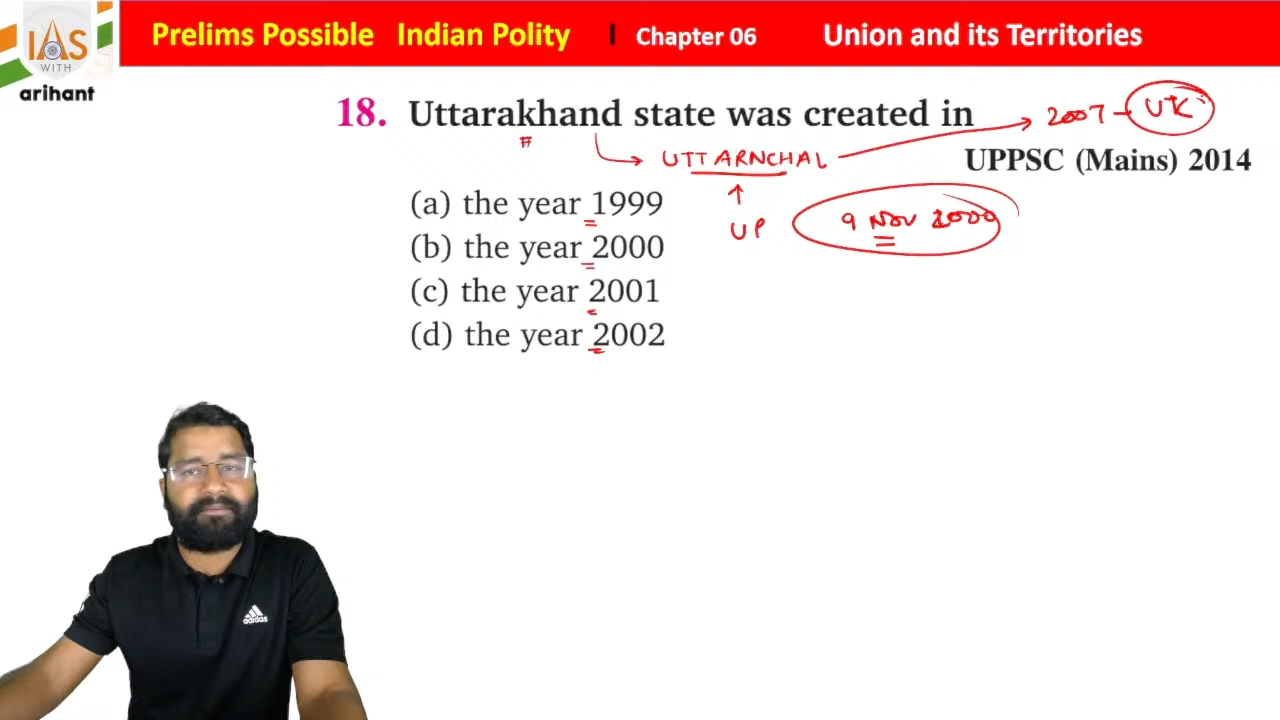 IAS
WITH
arihant
Prelims Possible Indian Polity | Chapter 06 Union and its Territories
18. Uttarakhand state was created in
2007 - UK
UTTARNCHAL
UPPSC (Mains) 2014
(a) the year 1999
UP 9 NOV 2000
(b) the year 2000
(c) the year 2001
(d) the year 2002
adidas